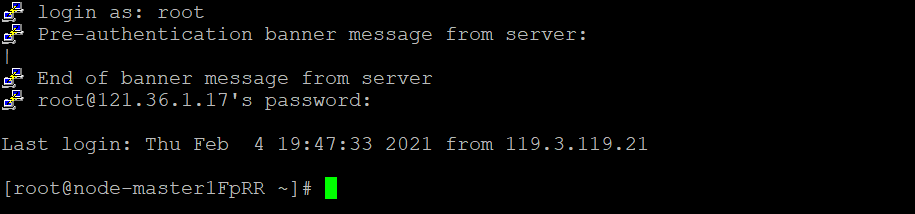 login as: root
Pre-authentication banner message from server:
|
End of banner message from server
root@121.36.1.17's password:
Last login: Thu Feb  4 19:47:33 2021 from 119.3.119.21
[root@node-master1FpRR ~]#